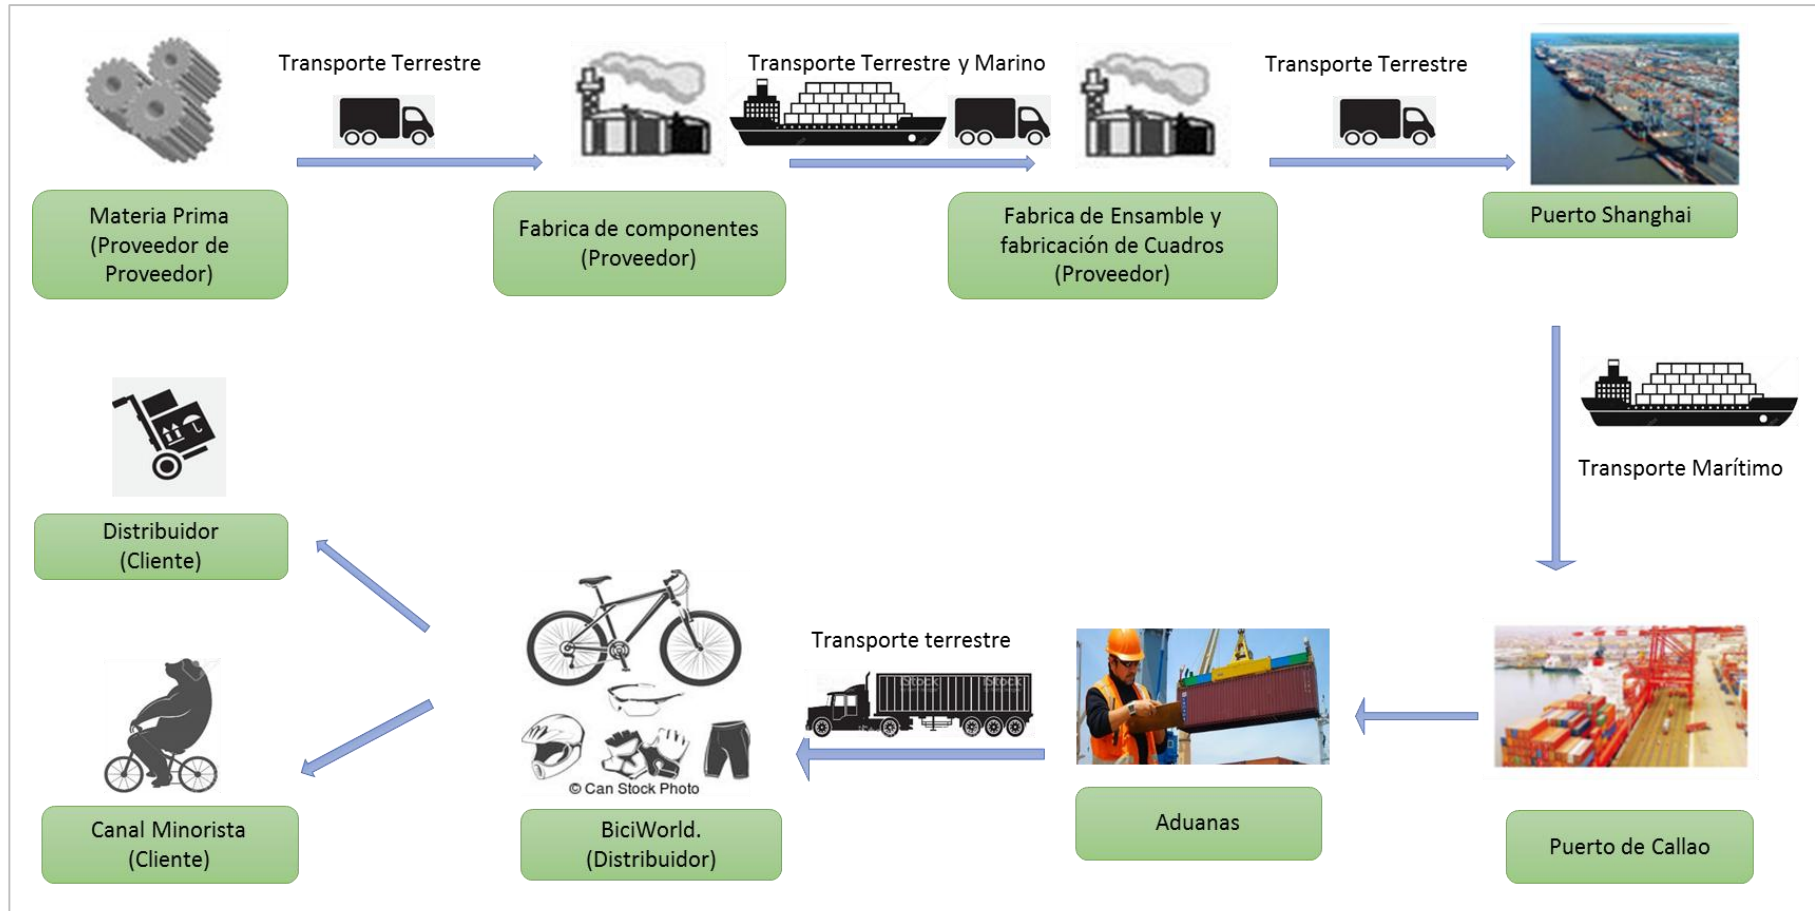 Transporte Terrestre
Transporte Terrestre y Marino
Transporte Terrestre
Materia Prima
(Proveedor de
Proveedor)
Fabrica de componentes
(Proveedor)
Fabrica de Ensamble y
fabricación de Cuadros
(Proveedor)
Puerto Shanghai
Transporte Marítimo
Distribuidor
(Cliente)
Transporte terrestre
iStock
iStock
© Can Stock Photo
Canal Minorista
(Cliente)
BiciWorld.
(Distribuidor)
Aduanas
Puerto de Callao